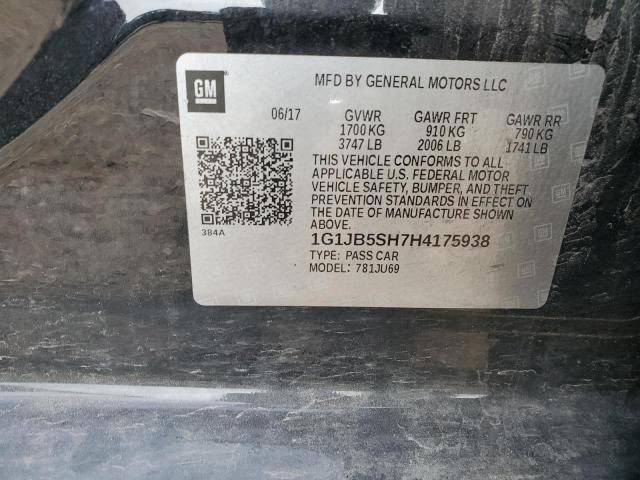 GM
MFD BY GENERAL MOTORS LLC
06/17 GVWR GAWR FRT GAWR RR
1700 KG 910 KG 790 KG
3747 LB 2006 LB 1741 LB
THIS VEHICLE CONFORMS TO ALL
APPLICABLE U.S. FEDERAL MOTOR
VEHICLE SAFETY, BUMPER, AND THEFT
PREVENTION STANDARDS IN EFFECT ON
THE DATE OF MANUFACTURE SHOWN
ABOVE.
384A
1G1JB5SH7H4175938
TYPE: PASS CAR
MODEL: 781JU69